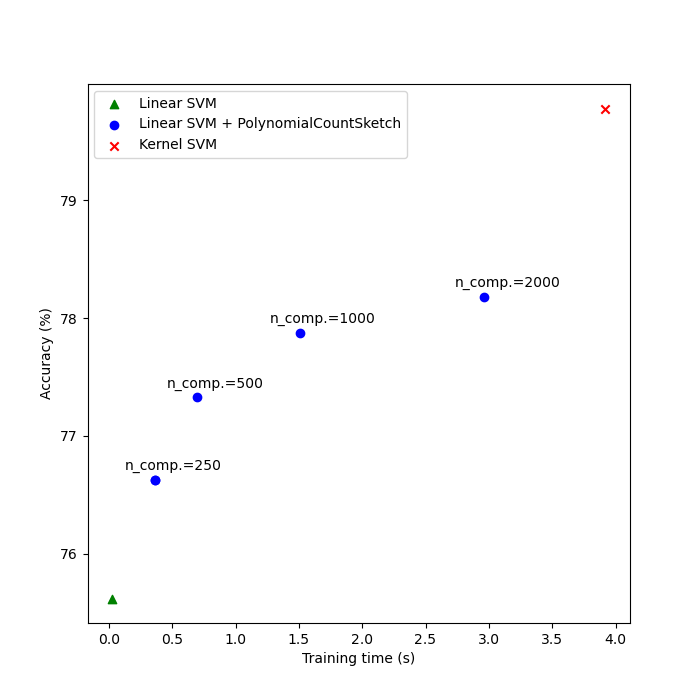 Linear SVM
Linear SVM + PolynomialCountSketch
Kernel SVM
79
78
77
76
n_comp.=2000
n_comp.=1000
n_comp.=500
n_comp.=250
Accuracy (%)
0.0 0.5 1.0 1.5 2.0 2.5 3.0 3.5 4.0
Training time (s)